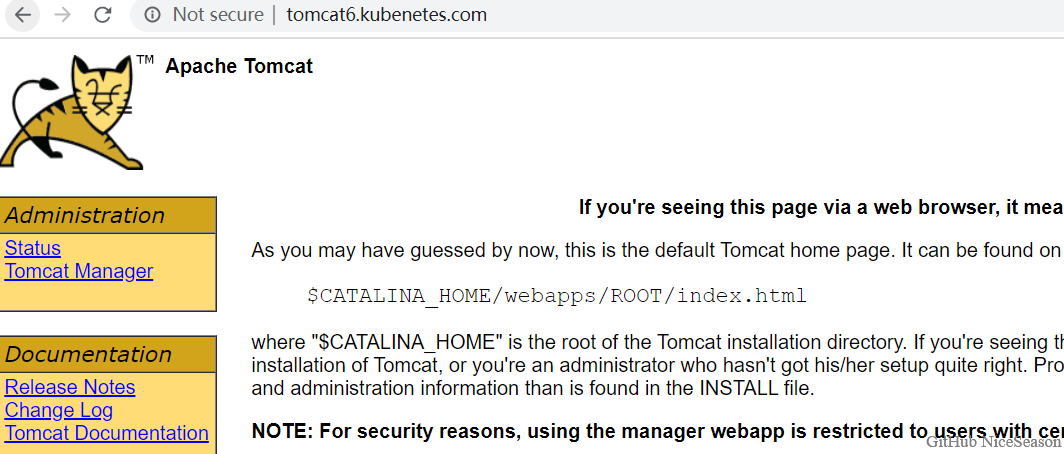 Not secure | tomcat6.kubenetes.com
TM Apache Tomcat
Administration
Status
Tomcat Manager
Documentation
Release Notes
Change Log
Tomcat Documentation
If you're seeing this page via a web browser, it mea
As you may have guessed by now, this is the default Tomcat home page. It can be found on
$CATALINA_HOME/webapps/ROOT/index.html
where "$CATALINA_HOME" is the root of the Tomcat installation directory. If you're seeing th
installation of Tomcat, or you're an administrator who hasn't got his/her setup quite right. Pro
and administration information than is found in the INSTALL file.
NOTE: For security reasons, using the manager webapp is restricted to users with cer
GitHub NiceSeason